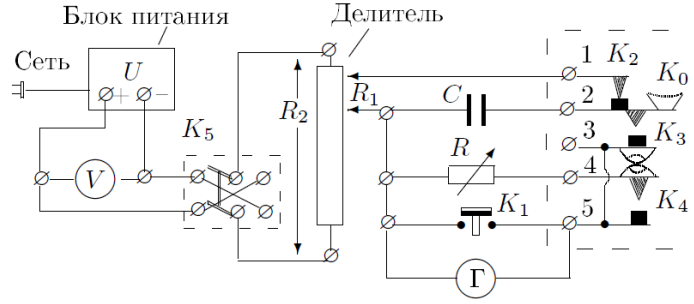 Блок питания
Делитель
Сеть
U
+ −
K₅
V
R₂
R₁
C
R
K₁
Г
1
2
3
4
5
K₂
K₀
K₃
K₄